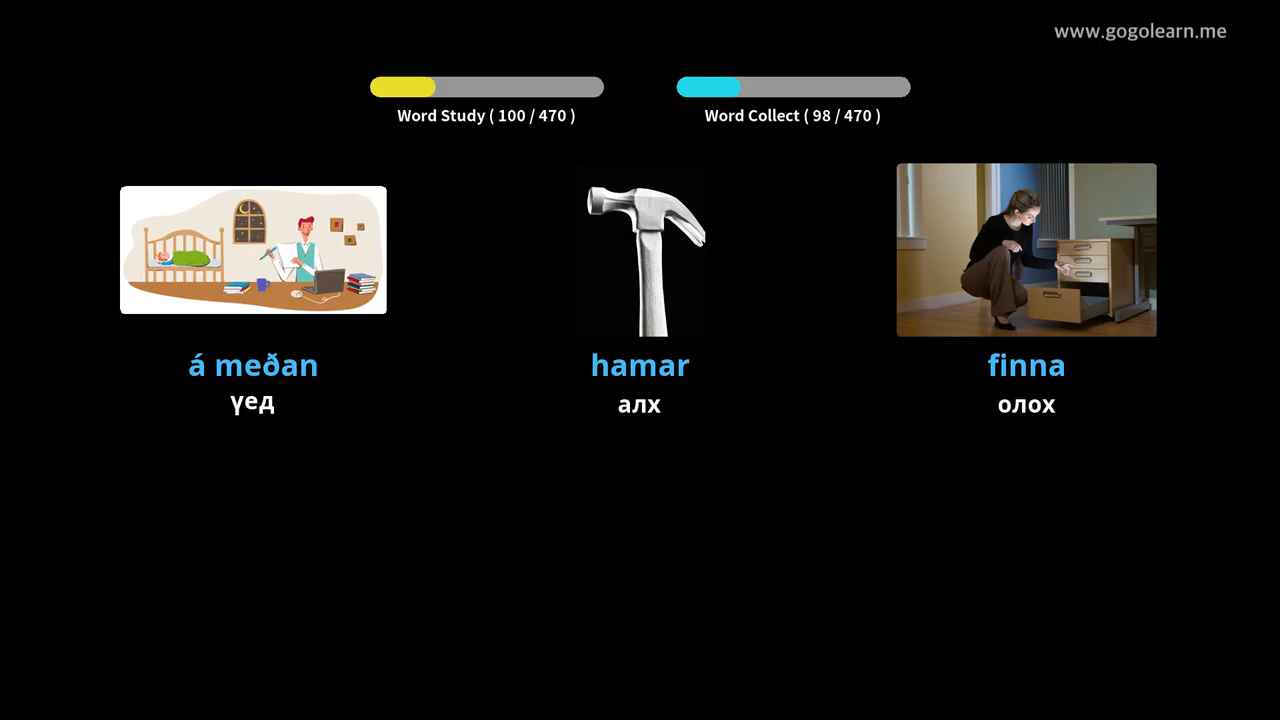 www.gogolearn.me
Word Study ( 100 / 470 )
Word Collect ( 98 / 470 )
á meðan
үед
hamar
алх
finna
олох